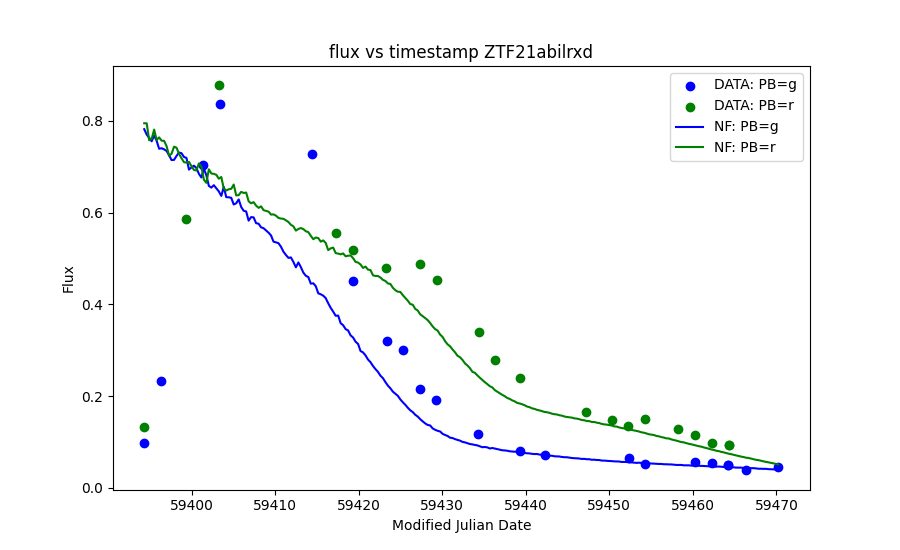 flux vs timestamp ZTF21abilrxd
DATA: PB=g
DATA: PB=r
NF: PB=g
NF: PB=r
Flux
0.8
0.6
0.4
0.2
0.0
59400 59410 59420 59430 59440 59450 59460 59470
Modified Julian Date